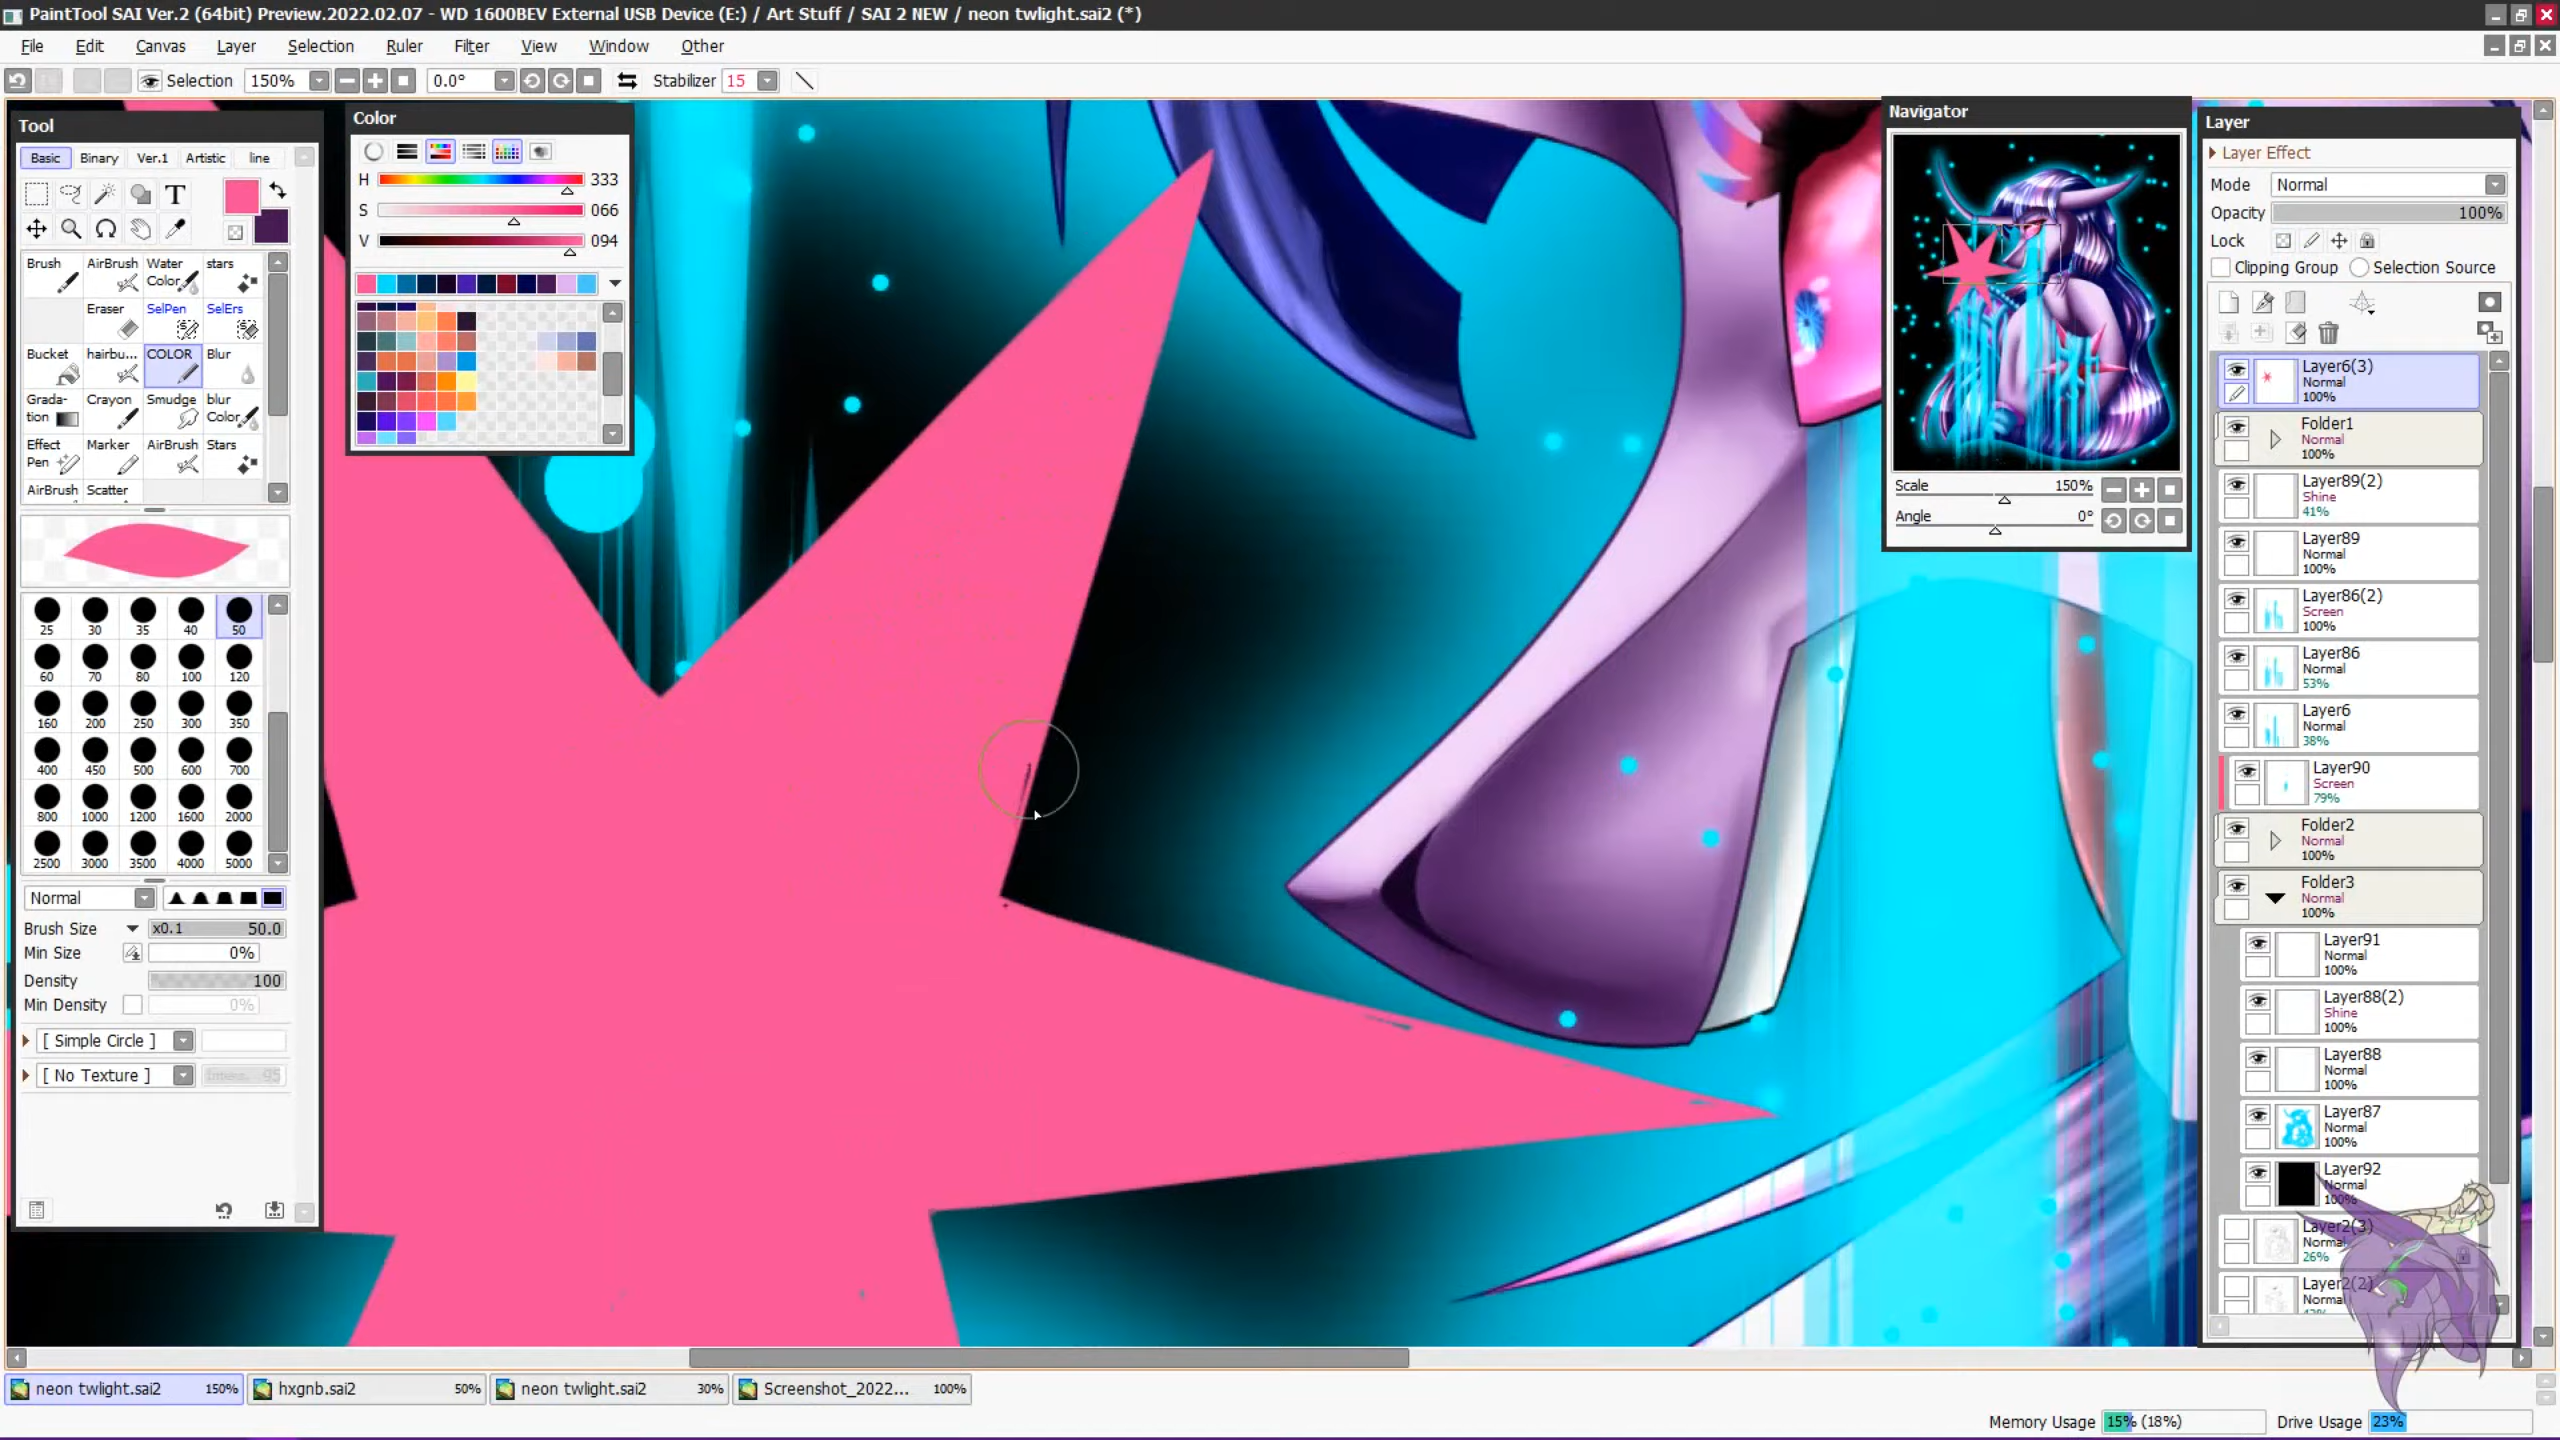 PaintTool SAI Ver.2 (64bit) Preview.2022.02.07 - WD 1600BEV External USB Device (E:) / Art Stuff / SAI 2 NEW / neon twlight.sai2 (*)
File Edit Canvas Layer Selection Ruler Filter View Window Other
Selection 150% 0.0° Stabilizer 15
Tool
Basic Binary Ver.1 Artistic line
T
Brush AirBrush Water Color stars
Eraser SelPen SelErs
Bucket hairbu... COLOR Blur
Grada-tion Crayon Smudge blur Color
Effect Pen Marker AirBrush Stars
AirBrush Scatter
25 30 35 40 50
60 70 80 100 120
160 200 250 300 350
400 450 500 600 700
800 1000 1200 1600 2000
2500 3000 3500 4000 5000
Normal
Brush Size x0.1 50.0
Min Size 0%
Density 100
Min Density 0%
[ Simple Circle ]
[ No Texture ] 95
Color
H 333
S 066
V 094
Navigator
Scale 150%
Angle 0°
Layer
Layer Effect
Mode Normal
Opacity 100%
Lock
Clipping Group Selection Source
Layer6(3)
Normal
100%
Folder1
Normal
100%
Layer89(2)
Shine
41%
Layer89
Normal
100%
Layer86(2)
Screen
100%
Layer86
Normal
53%
Layer6
Normal
38%
Layer90
Screen
79%
Folder2
Normal
100%
Folder3
Normal
100%
Layer91
Normal
100%
Layer88(2)
Shine
100%
Layer88
Normal
100%
Layer87
Normal
100%
Layer92
Normal
100%
Layer2(3)
Normal
26%
Layer2(2)
Normal
neon twlight.sai2 150% hxgnb.sai2 50% neon twlight.sai2 30% Screenshot_2022... 100%
Memory Usage 15% (18%) Drive Usage 23%